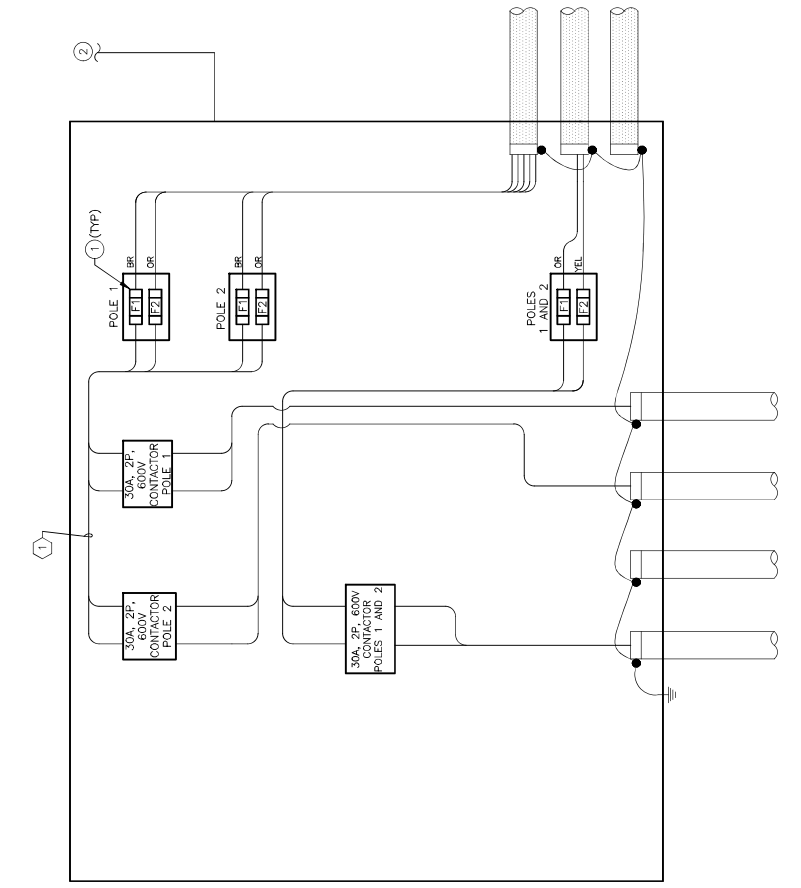 2
1 (TYP)
BR
OR
BR
OR
OR
YEL
POLE 1
F1
F2
POLE 2
F1
F2
POLES
1 AND 2
F1
F2
30A, 2P,
600V
CONTACTOR
POLE 1
1
30A, 2P,
600V
CONTACTOR
POLE 2
30A, 2P, 600V
CONTACTOR
POLES 1 AND 2